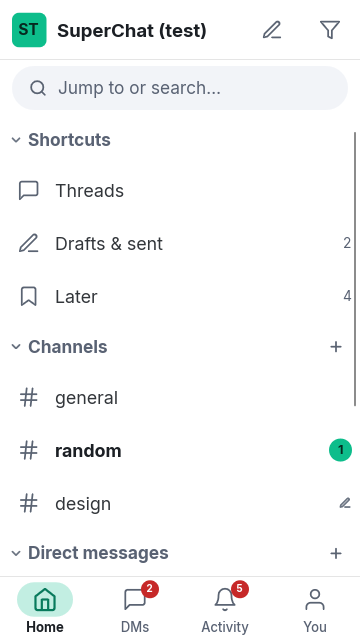 ST SuperChat (test)
Jump to or search...
Shortcuts
Threads
Drafts & sent 2
Later 4
Channels
general
random 1
design
Direct messages
2 5
Home DMs Activity You